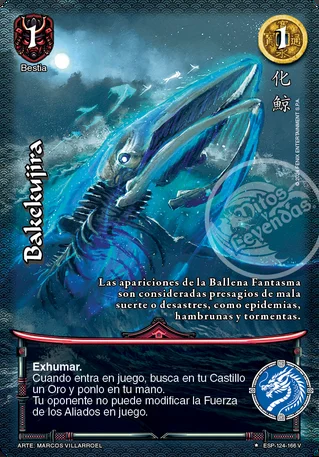 1
Bestia
1
化
鯨
Bakekujira
Mitos y
Leyendas
Las apariciones de la Ballena Fantasma
son consideradas presagios de mala
suerte o desastres, como epidemias,
hambrunas y tormentas.
Exhumar.
Cuando entra en juego, busca en tu Castillo
un Oro y ponlo en tu mano.
Tu oponente no puede modificar la Fuerza
de los Aliados en juego.
ARTE: MARCOS VILLARROEL
ESP-124-166 V